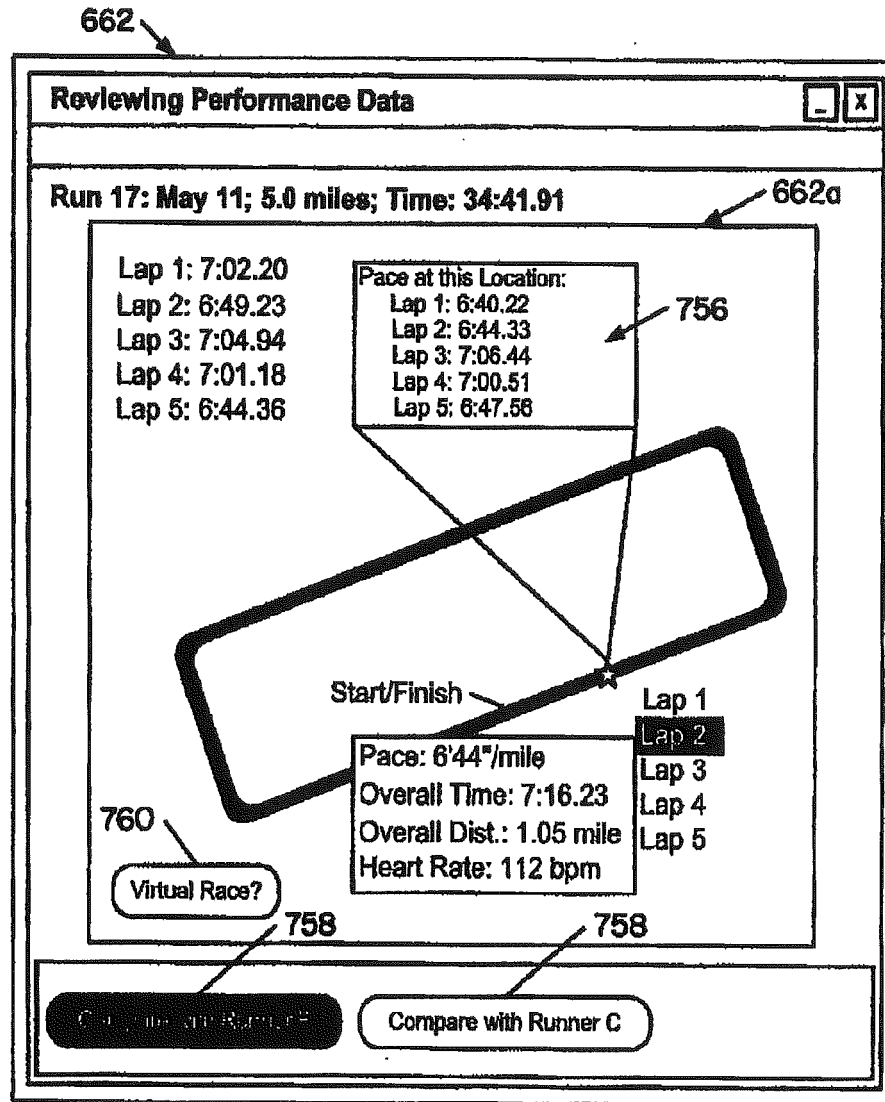 662
Reviewing Performance Data
_ X
Run 17: May 11; 5.0 miles; Time: 34:41.91
662a
Lap 1: 7:02.20
Lap 2: 6:49.23
Lap 3: 7:04.94
Lap 4: 7:01.18
Lap 5: 6:44.36
Pace at this Location:
Lap 1: 6:40.22
Lap 2: 6:44.33
Lap 3: 7:06.44
Lap 4: 7:00.51
Lap 5: 6:47.58
756
Start/Finish
Lap 1
Lap 2
Lap 3
Lap 4
Lap 5
Pace: 6'44"/mile
Overall Time: 7:16.23
Overall Dist.: 1.05 mile
Heart Rate: 112 bpm
760
Virtual Race?
758
758
Runner
Compare with Runner C